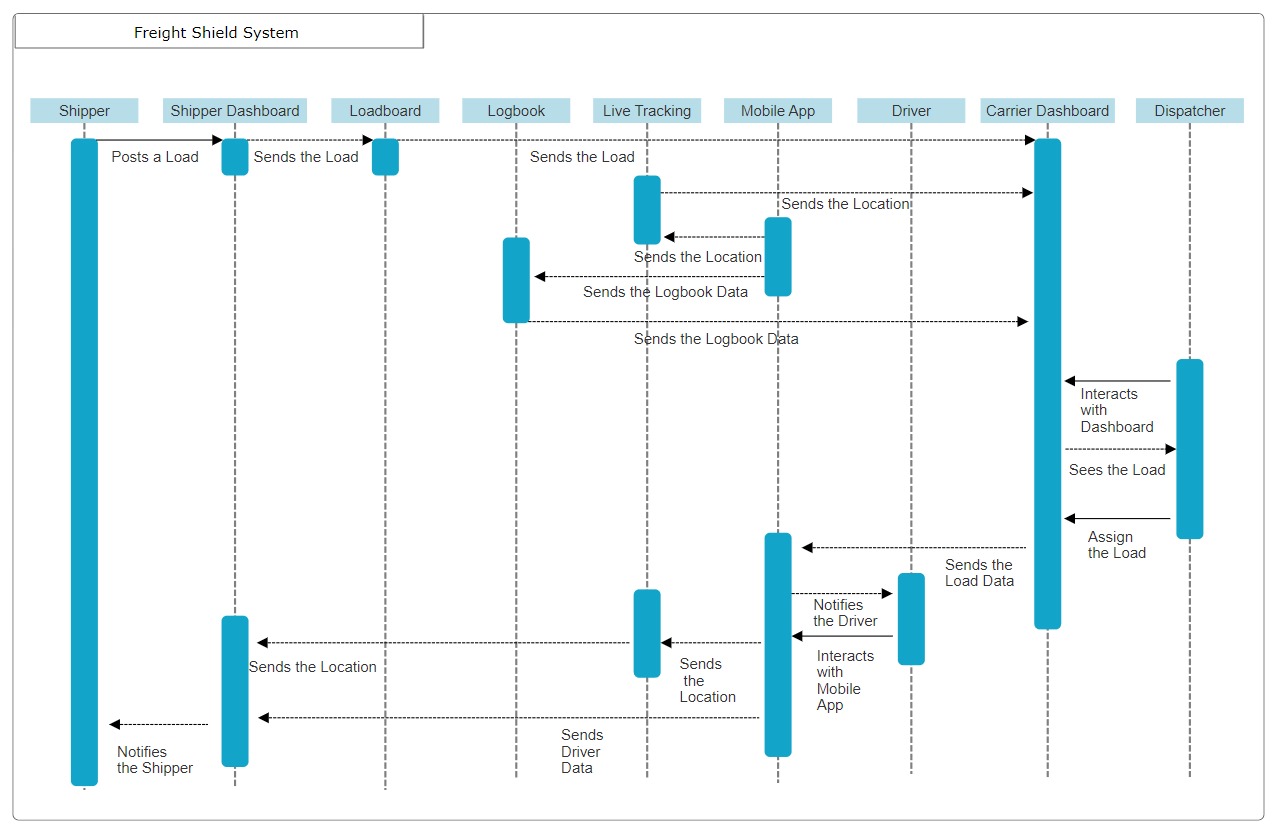 Freight Shield System
Shipper
Shipper Dashboard
Loadboard
Logbook
Live Tracking
Mobile App
Driver
Carrier Dashboard
Dispatcher
Posts a Load
Sends the Load
Sends the Load
Sends the Location
Sends the Location
Sends the Logbook Data
Sends the Logbook Data
Interacts
with
Dashboard
Sees the Load
Assign
the Load
Sends the
Load Data
Notifies
the Driver
Interacts
with
Mobile
App
Sends
the
Location
Sends the Location
Sends
Driver
Data
Notifies
the Shipper